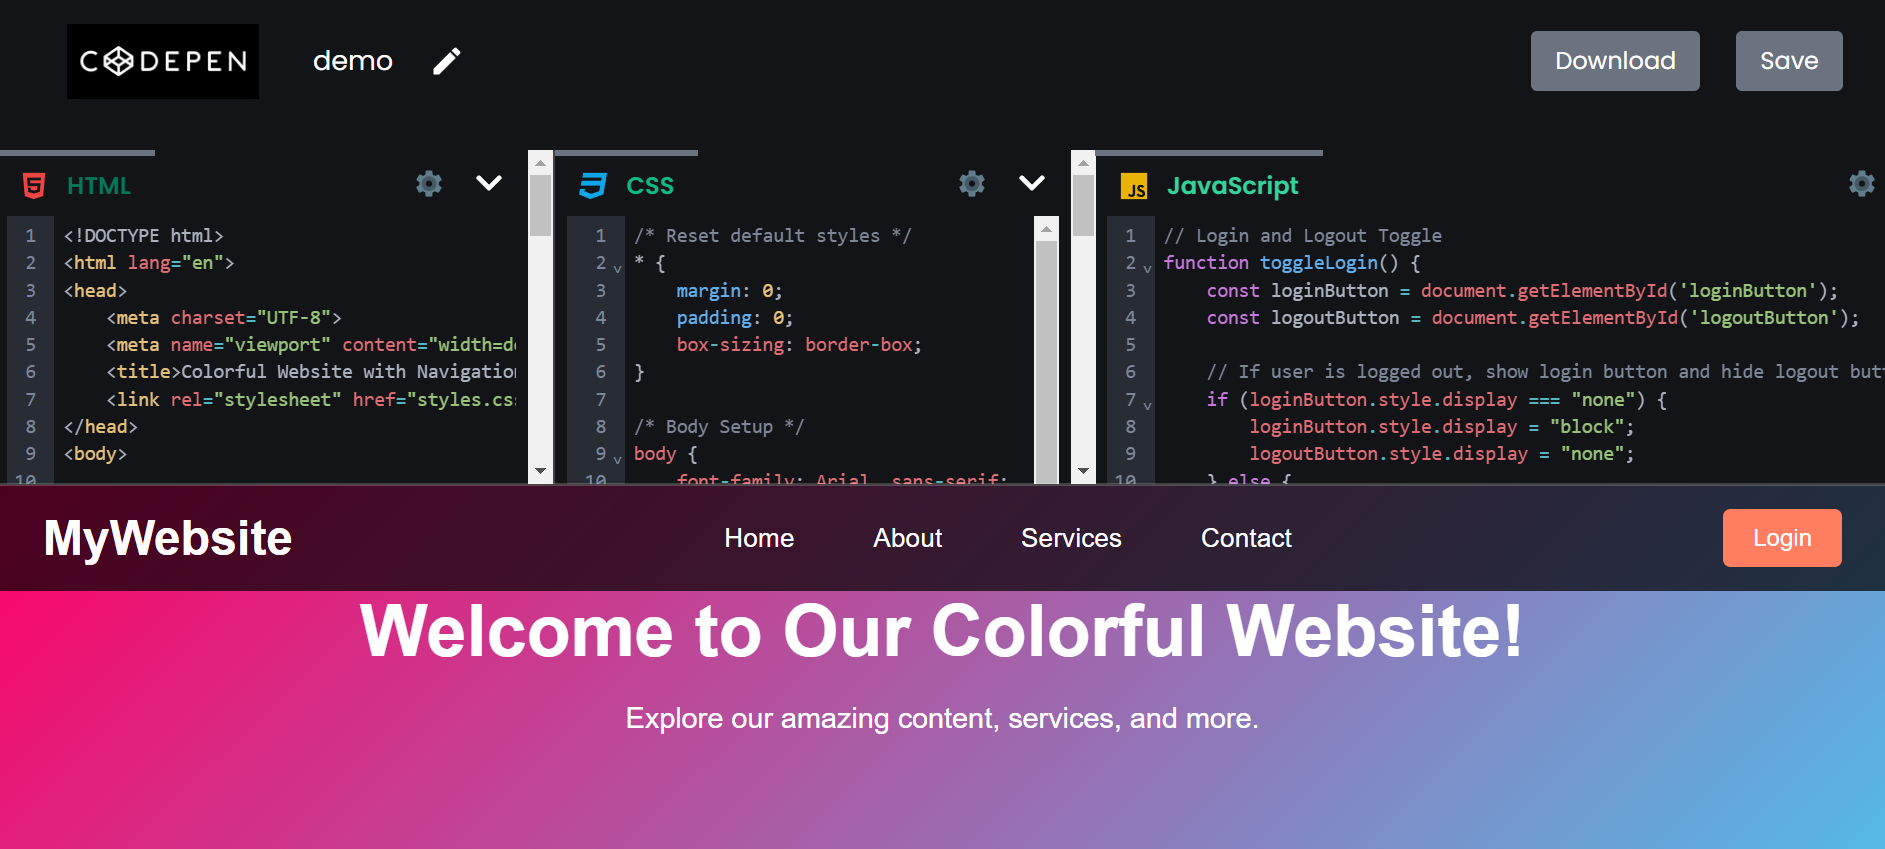 CODEPEN demo Download Save
HTML
1 <!DOCTYPE html>
2 <html lang="en">
3 <head>
4 <meta charset="UTF-8">
5 <meta name="viewport" content="width=
6 <title>Colorful Website with Navigation
7 <link rel="stylesheet" href="styles.css
8 </head>
9 <body>
10
CSS
1 /* Reset default styles */
2 * {
3 margin: 0;
4 padding: 0;
5 box-sizing: border-box;
6 }
7
8 /* Body Setup */
9 body {
10 font-family: Arial, sans-serif;
JS JavaScript
1 // Login and Logout Toggle
2 function toggleLogin() {
3 const loginButton = document.getElementById('loginButton');
4 const logoutButton = document.getElementById('logoutButton');
5
6 // If user is logged out, show login button and hide logout but
7 if (loginButton.style.display === "none") {
8 loginButton.style.display = "block";
9 logoutButton.style.display = "none";
10 } else {
MyWebsite Home About Services Contact Login
Welcome to Our Colorful Website!
Explore our amazing content, services, and more.